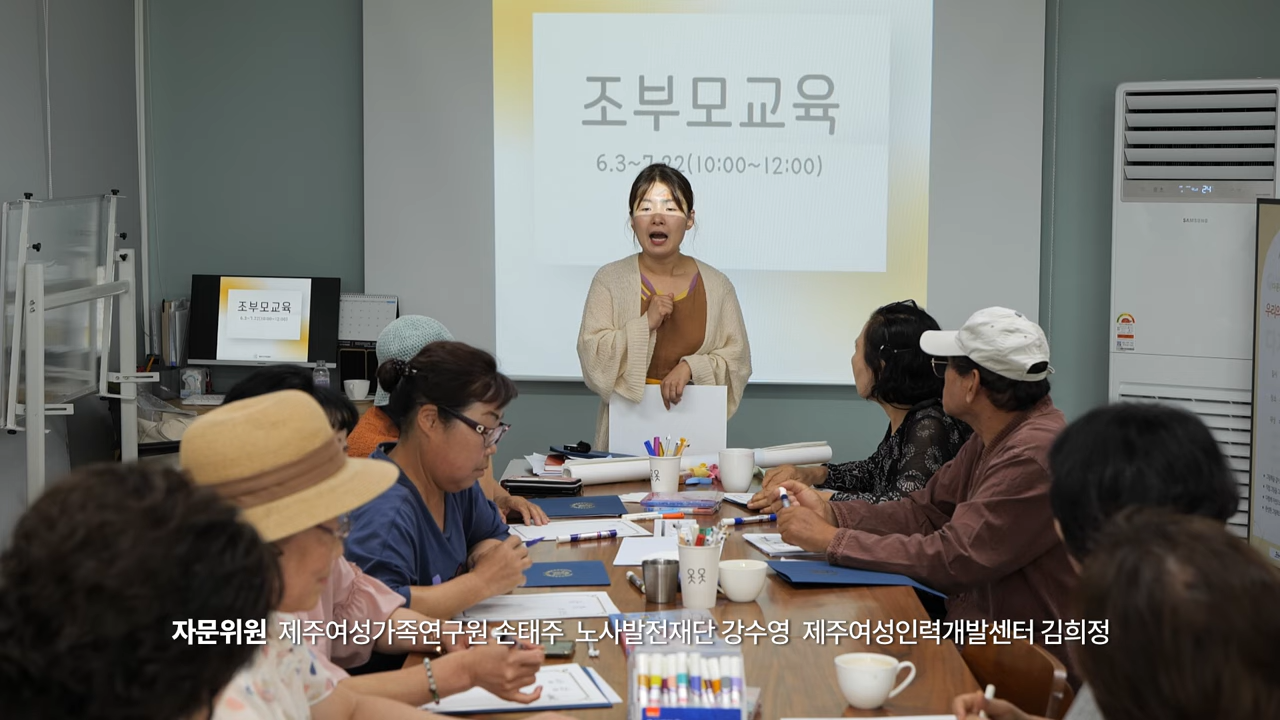 조부모교육
6.3~7.22(10:00~12:00)
조부모교육
24
자문위원 제주여성가족연구원 손태주 노사발전재단 강수영 제주여성인력개발센터 김희정